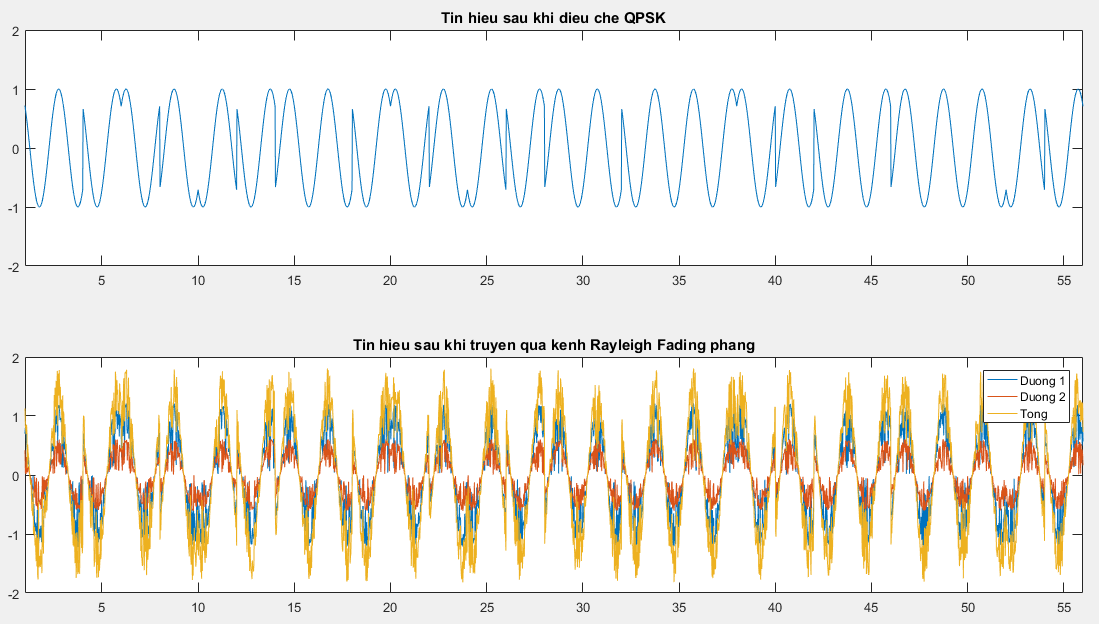 Tin hieu sau khi dieu che QPSK
2
1
0
-1
-2
5 10 15 20 25 30 35 40 45 50 55
Tin hieu sau khi truyen qua kenh Rayleigh Fading phang
2
1
0
-1
-2
Duong 1
Duong 2
Tong
5 10 15 20 25 30 35 40 45 50 55